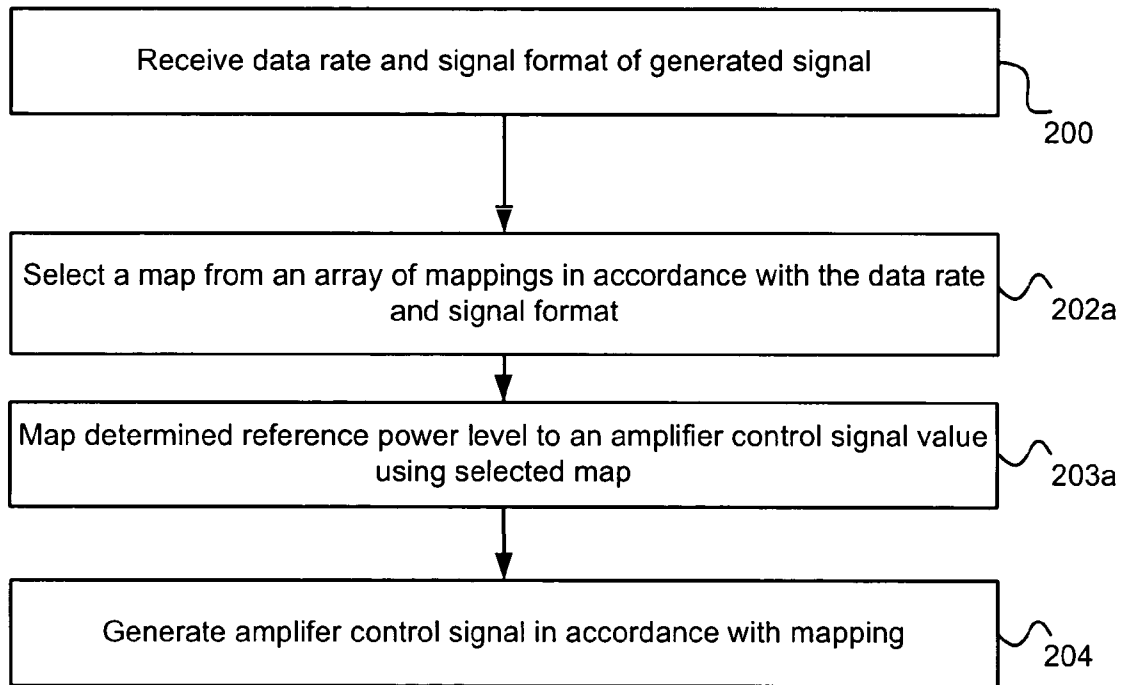 Receive data rate and signal format of generated signal
200
Select a map from an array of mappings in accordance with the data rate
and signal format
202a
Map determined reference power level to an amplifier control signal value
using selected map
203a
Generate amplifer control signal in accordance with mapping
204